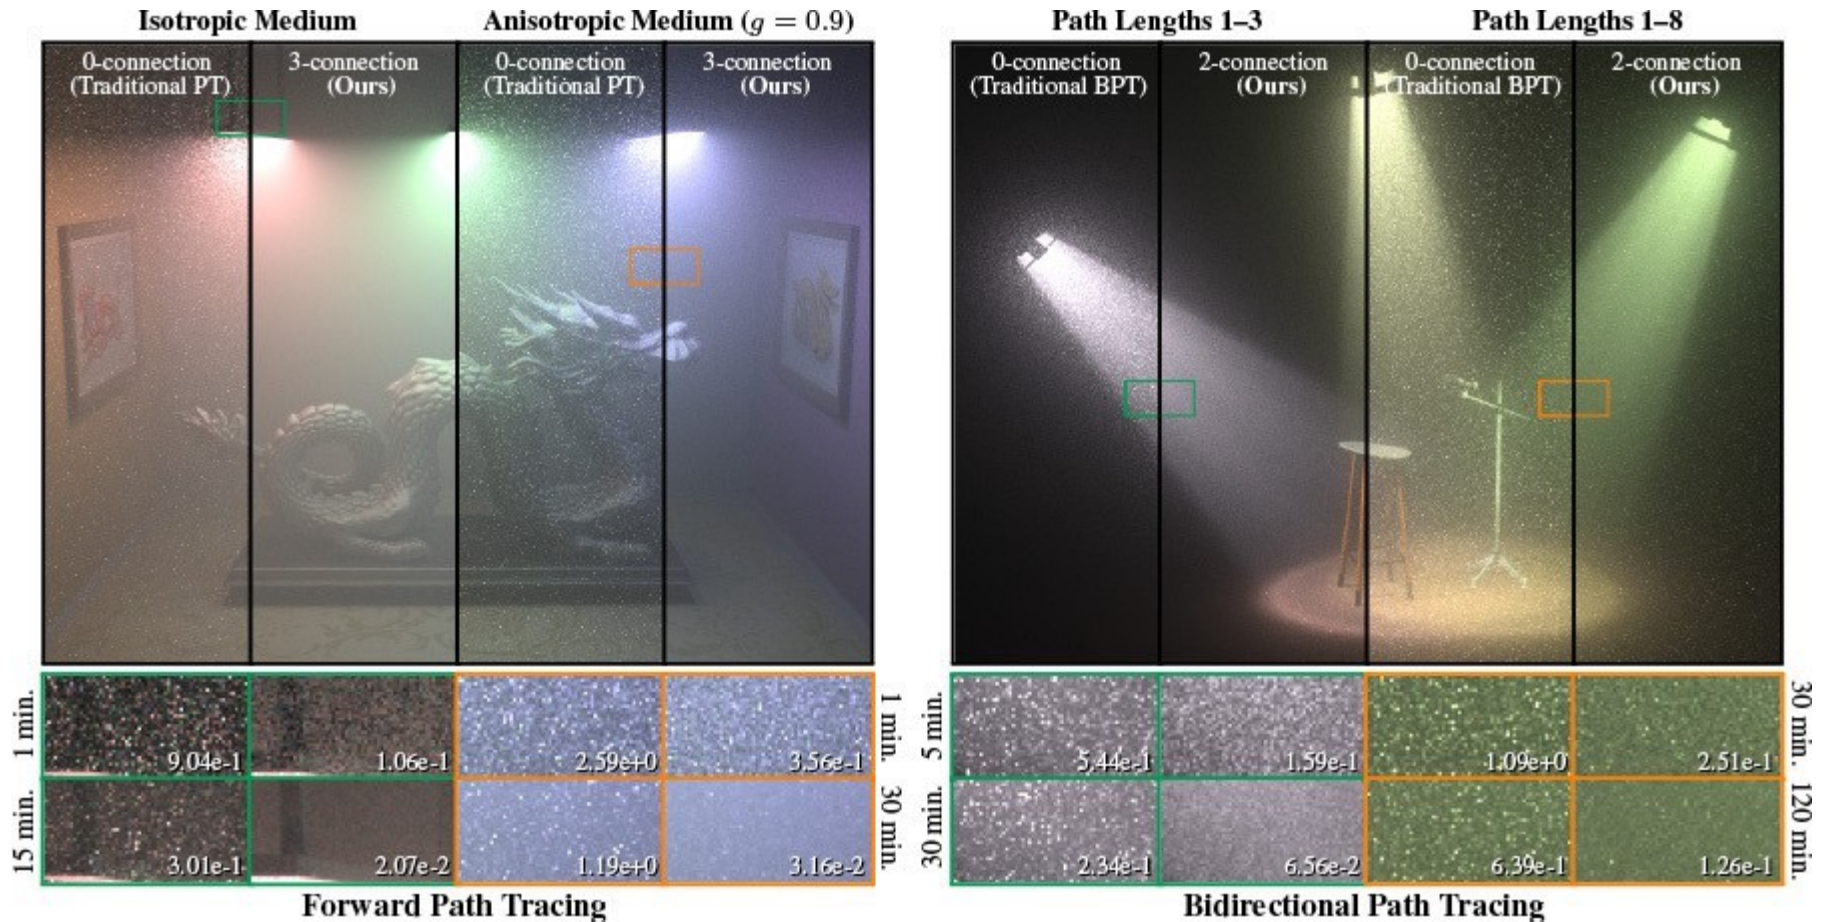 Isotropic Medium
Anisotropic Medium (g = 0.9)
0-connection
(Traditional PT)
3-connection
(Ours)
0-connection
(Traditional PT)
3-connection
(Ours)
1 min.
9.04e-1
1.06e-1
2.59e+0
3.56e-1
1 min.
15 min.
3.01e-1
2.07e-2
1.19e+0
3.16e-2
30 min.
Forward Path Tracing
Path Lengths 1–3
Path Lengths 1–8
0-connection
(Traditional BPT)
2-connection
(Ours)
0-connection
(Traditional BPT)
2-connection
(Ours)
5 min.
5.44e-1
1.59e-1
1.09e+0
2.51e-1
30 min.
30 min.
2.34e-1
6.56e-2
6.39e-1
1.26e-1
120 min.
Bidirectional Path Tracing